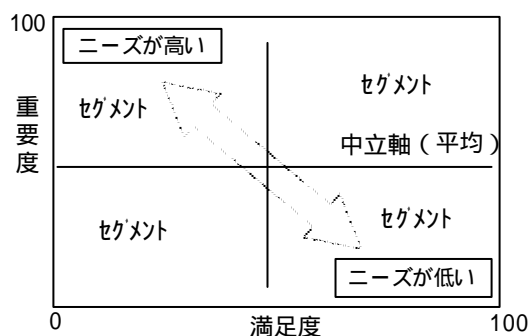 100
ニーズが高い
セグメント
セグメント
重要度
中立軸（平均）
セグメント
セグメント
ニーズが低い
0
満足度
100